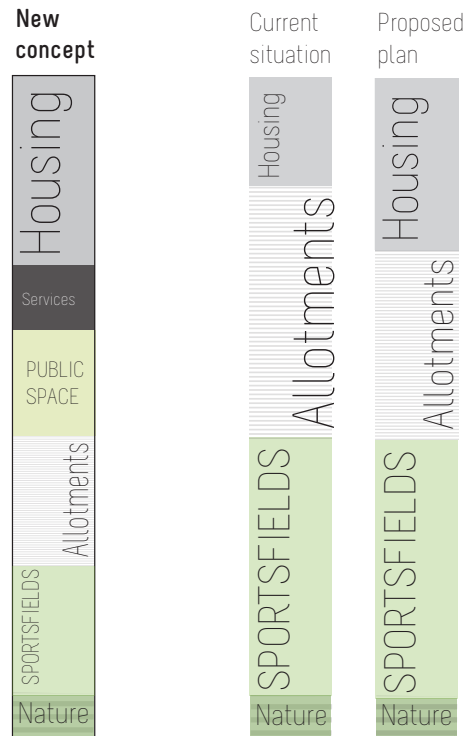 New
concept
Housing
Services
PUBLIC
SPACE
Allotments
SPORTSFIELDS
Nature
Current
situation
Housing
Allotments
SPORTSFIELDS
Nature
Proposed
plan
Housing
Allotments
SPORTSFIELDS
Nature